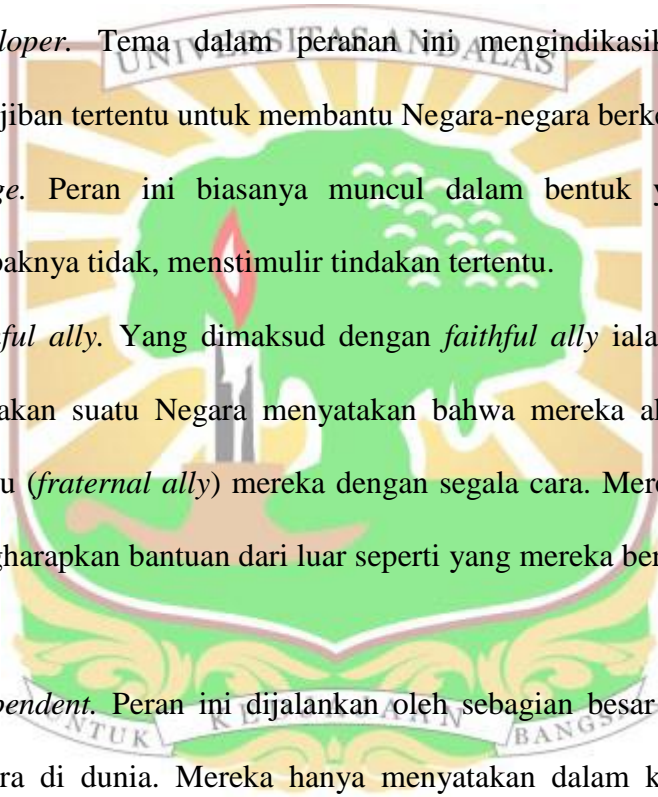 loper. Tema dalam peranan ini mengindikasik
UNIVERSITAS ANDALAS
jiban tertentu untuk membantu Negara-negara berke
ge. Peran ini biasanya muncul dalam bentuk y
paknya tidak, menstimulir tindakan tertentu.
ful ally. Yang dimaksud dengan faithful ally iala
akan suatu Negara menyatakan bahwa mereka a
u (fraternal ally) mereka dengan segala cara. Mere
gharapkan bantuan dari luar seperti yang mereka ber
pendent. Peran ini dijalankan oleh sebagian besar
UNTUK KEDJAJAAN BANGSA
ra di dunia. Mereka hanya menyatakan dalam k